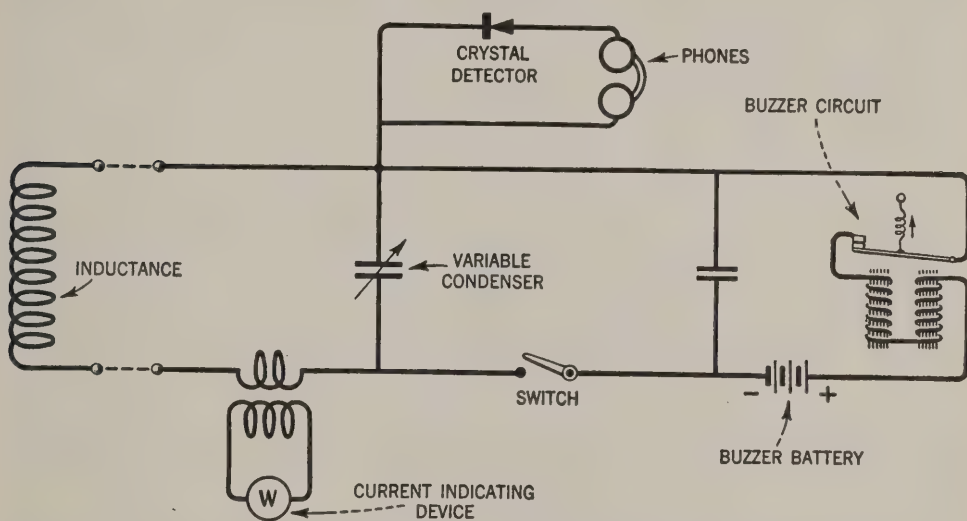 CRYSTAL
DETECTOR
PHONES
BUZZER CIRCUIT
INDUCTANCE
VARIABLE
CONDENSER
SWITCH
- +
BUZZER BATTERY
W
CURRENT INDICATING
DEVICE